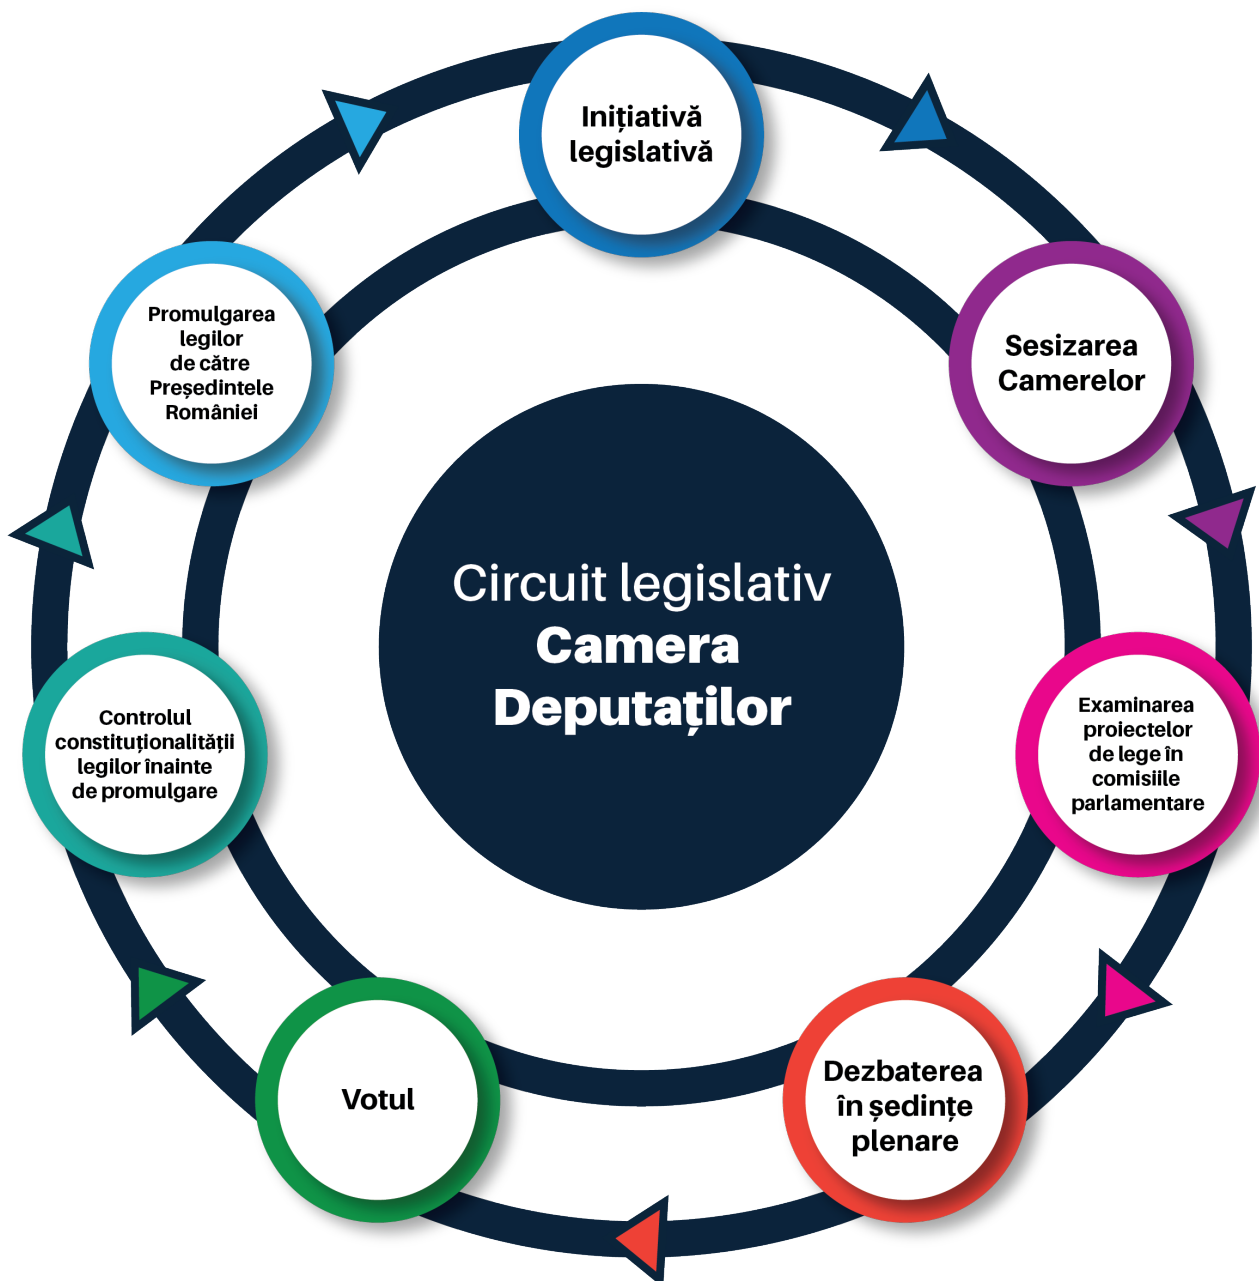 Inițiativă
legislativă
Sesizarea
Camerelor
Examinarea
proiectelor
de lege în
comisiile
parlamentare
Dezbaterea
în ședințe
plenare
Votul
Controlul
constituționalității
legilor înainte
de promulgare
Promulgarea
legilor
de către
Președintele
României
Circuit legislativ
Camera
Deputaților